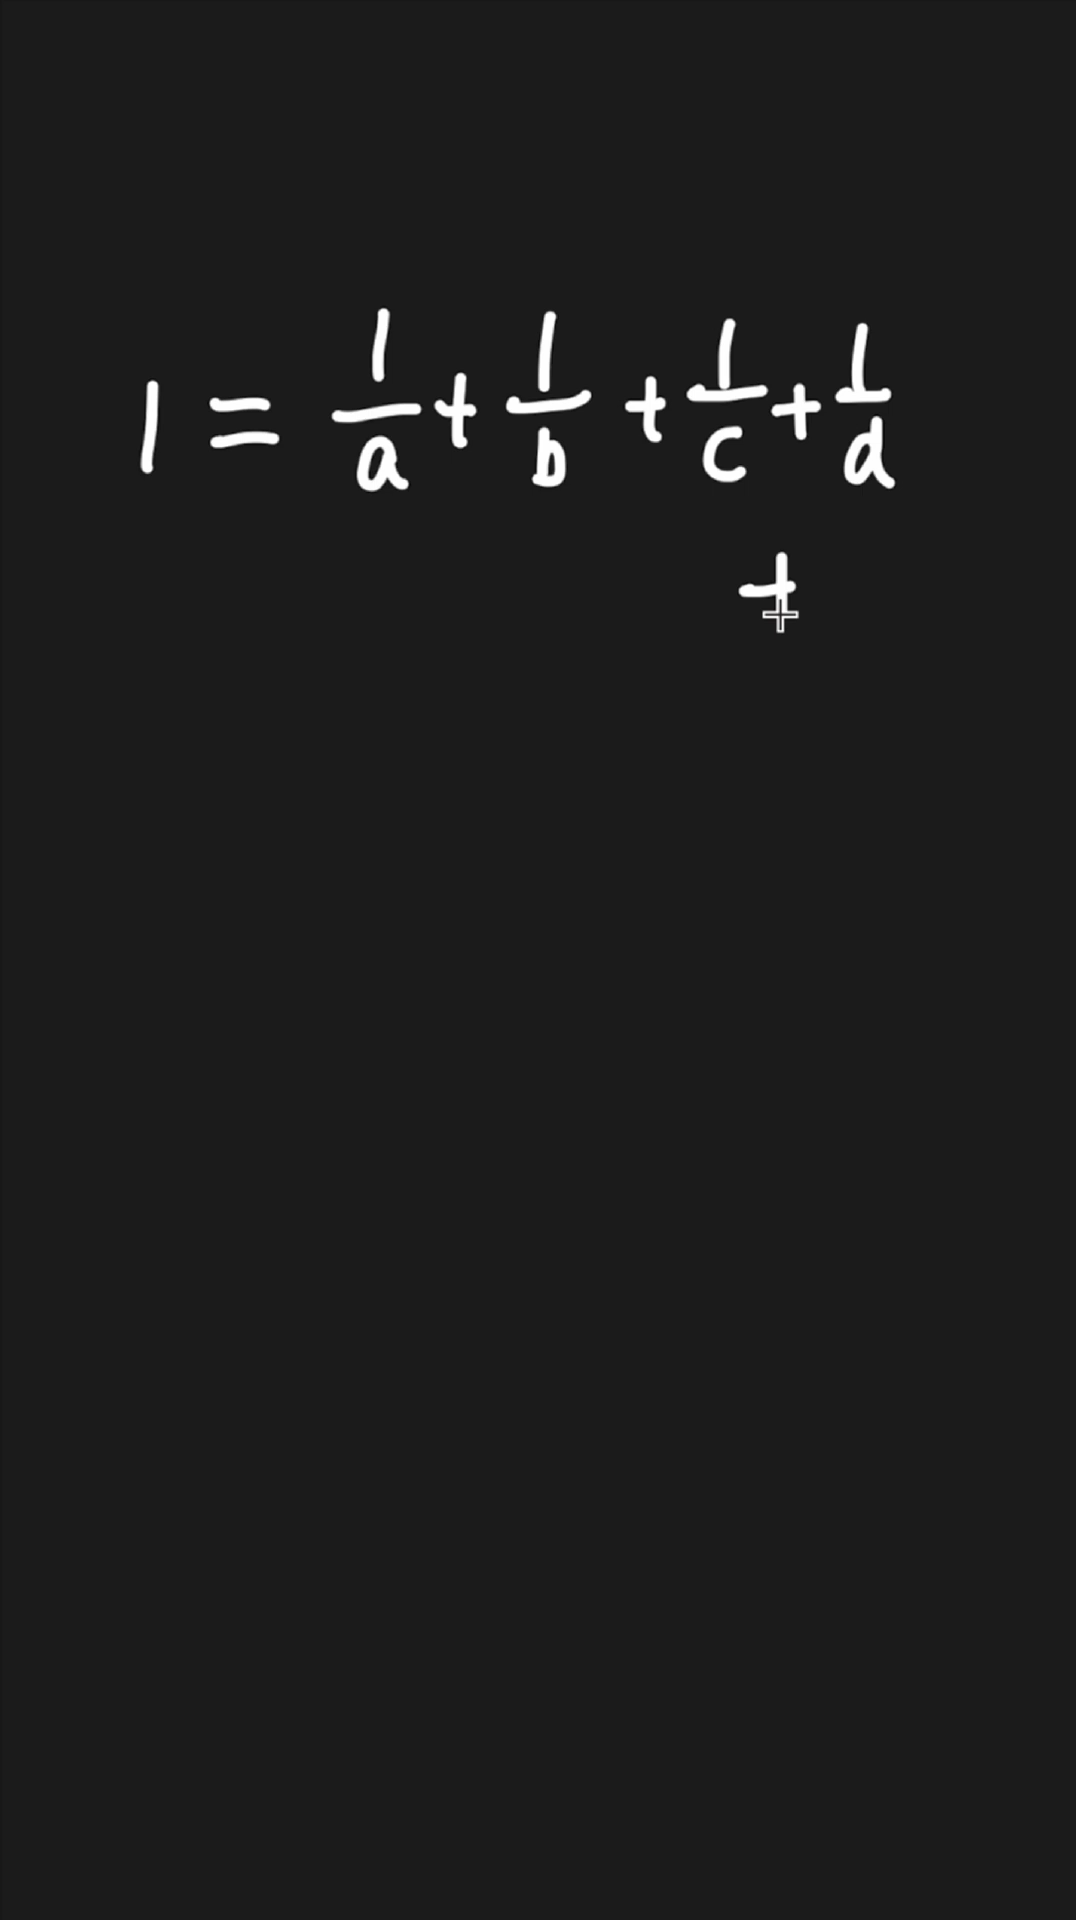 1 = 1/a + 1/b + 1/c + 1/d
+